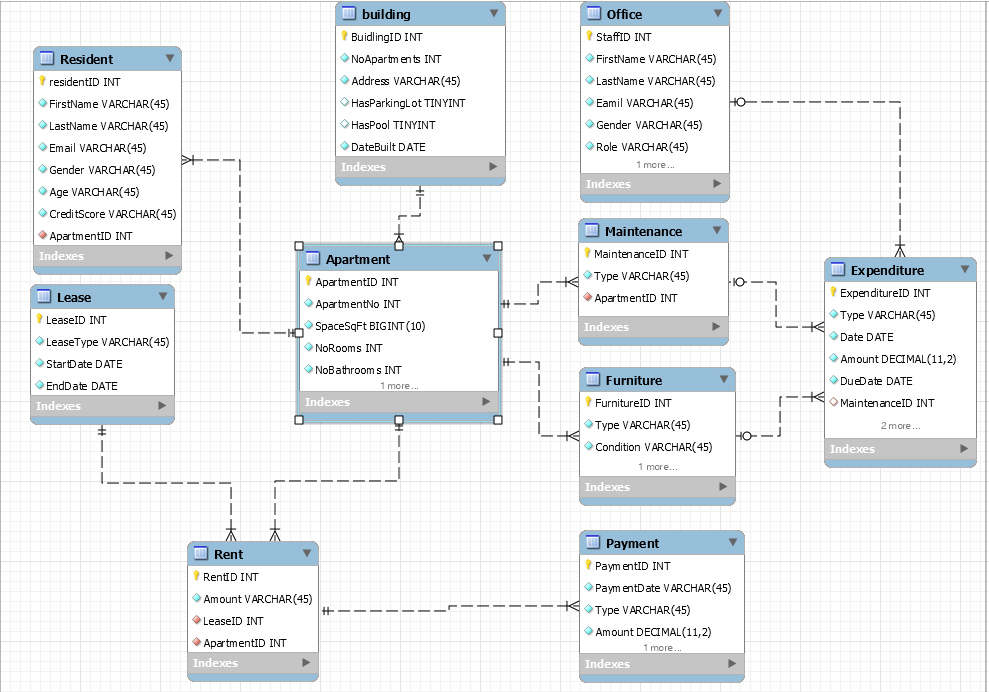 building
BuidlingID INT
NoApartments INT
Address VARCHAR(45)
HasParkingLot TINYINT
HasPool TINYINT
DateBuilt DATE
Indexes
Office
StaffID INT
FirstName VARCHAR(45)
LastName VARCHAR(45)
Eamil VARCHAR(45)
Gender VARCHAR(45)
Role VARCHAR(45)
1 more...
Indexes
Resident
residentID INT
FirstName VARCHAR(45)
LastName VARCHAR(45)
Email VARCHAR(45)
Gender VARCHAR(45)
Age VARCHAR(45)
CreditScore VARCHAR(45)
ApartmentID INT
Indexes
Apartment
ApartmentID INT
ApartmentNo INT
SpaceSqFt BIGINT(10)
NoRooms INT
NoBathrooms INT
1 more...
Indexes
Maintenance
MaintenanceID INT
Type VARCHAR(45)
ApartmentID INT
Indexes
Expenditure
ExpenditureID INT
Type VARCHAR(45)
Date DATE
Amount DECIMAL(11,2)
DueDate DATE
MaintenanceID INT
2 more...
Indexes
Lease
LeaseID INT
LeaseType VARCHAR(45)
StartDate DATE
EndDate DATE
Indexes
Furniture
FurnitureID INT
Type VARCHAR(45)
Condition VARCHAR(45)
1 more...
Indexes
Rent
RentID INT
Amount VARCHAR(45)
LeaseID INT
ApartmentID INT
Indexes
Payment
PaymentID INT
PaymentDate VARCHAR(45)
Type VARCHAR(45)
Amount DECIMAL(11,2)
1 more...
Indexes